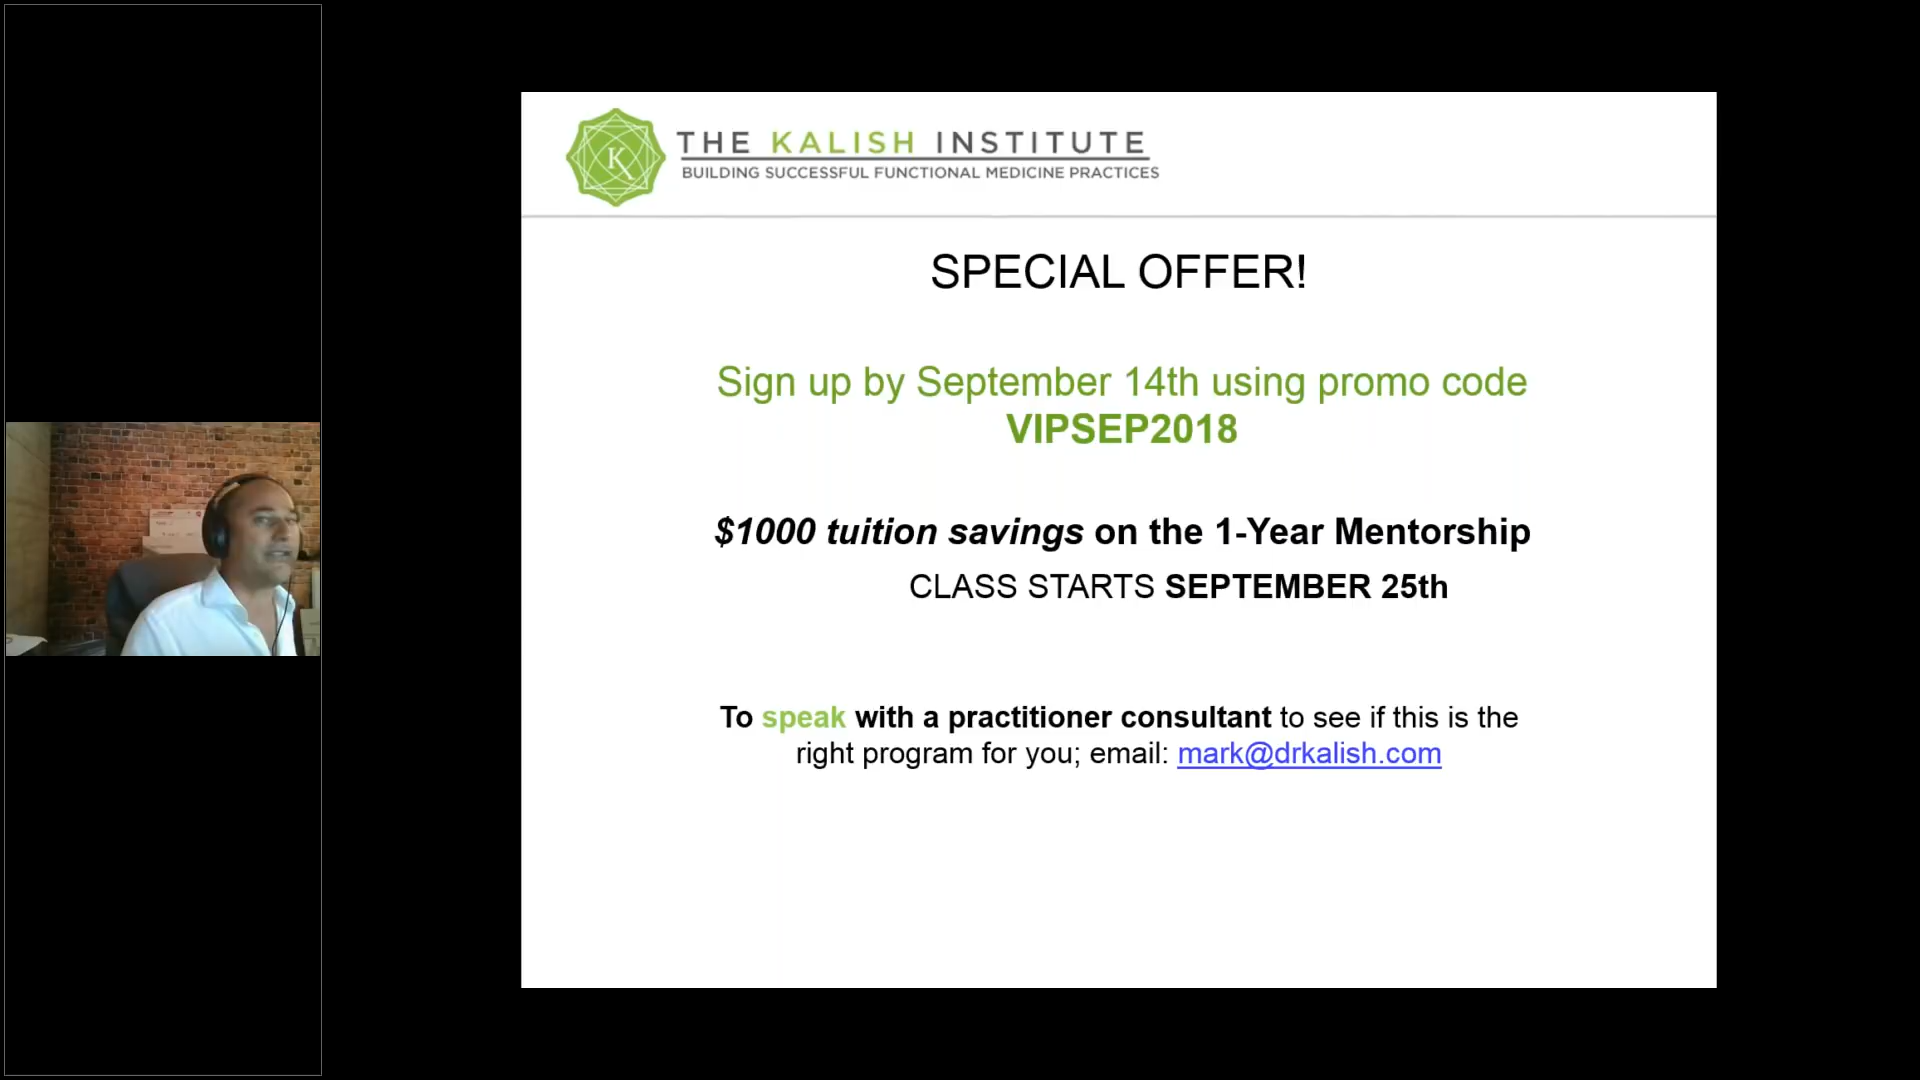 K
THE KALISH INSTITUTE
BUILDING SUCCESSFUL FUNCTIONAL MEDICINE PRACTICES
SPECIAL OFFER!
Sign up by September 14th using promo code
VIPSEP2018
$1000 tuition savings on the 1-Year Mentorship
CLASS STARTS SEPTEMBER 25th
To speak with a practitioner consultant to see if this is the
right program for you; email: mark@drkalish.com